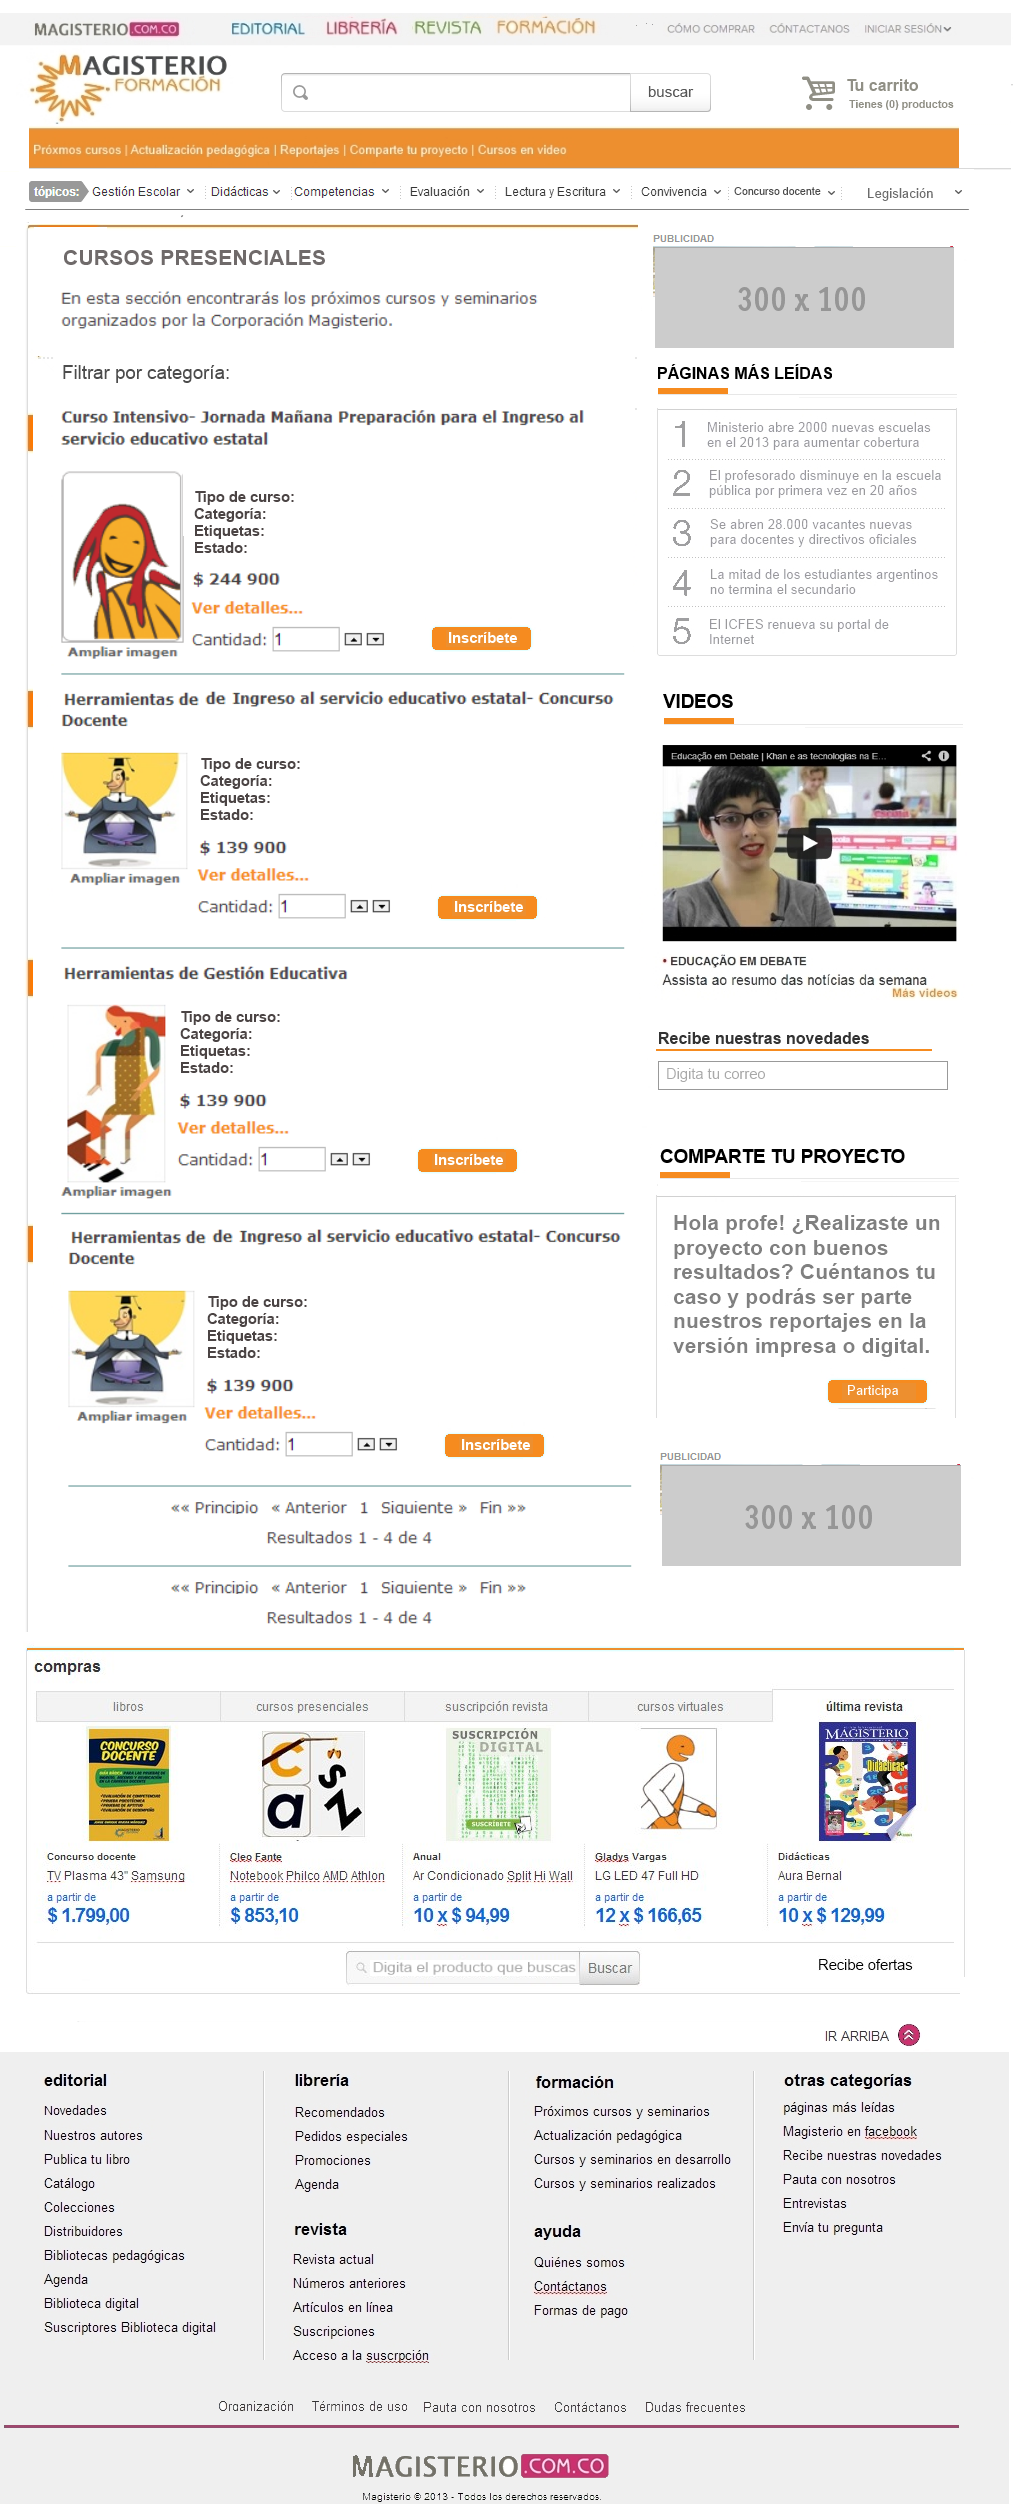 MAGISTERIO.COM.CO EDITORIAL LIBRERÍA REVISTA FORMACIÓN CÓMO COMPRAR CÓNTACTANOS INICIAR SESIÓN
MAGISTERIO
FORMACIÓN
buscar
Tu carrito
Tienes (0) productos
Próxmos cursos | Actualización pedagógica | Reportajes | Comparte tu proyecto | Cursos en video
tópicos: Gestión Escolar Didácticas Competencias Evaluación Lectura y Escritura Convivencia Concurso docente Legislación
CURSOS PRESENCIALES
En esta sección encontrarás los próximos cursos y seminarios
organizados por la Corporación Magisterio.
Filtrar por categoría:
Curso Intensivo- Jornada Mañana Preparación para el Ingreso al
servicio educativo estatal
Tipo de curso:
Categoría:
Etiquetas:
Estado:
$ 244 900
Ver detalles...
Cantidad: 1 Inscríbete
Ampliar imagen
Herramientas de de Ingreso al servicio educativo estatal- Concurso
Docente
Tipo de curso:
Categoría:
Etiquetas:
Estado:
$ 139 900
Ver detalles...
Ampliar imagen
Cantidad: 1 Inscríbete
Herramientas de Gestión Educativa
Tipo de curso:
Categoría:
Etiquetas:
Estado:
$ 139 900
Ver detalles...
Cantidad: 1 Inscríbete
Ampliar imagen
Herramientas de de Ingreso al servicio educativo estatal- Concurso
Docente
Tipo de curso:
Categoría:
Etiquetas:
Estado:
$ 139 900
Ver detalles...
Ampliar imagen
Cantidad: 1 Inscríbete
«« Principio « Anterior 1 Siguiente » Fin »»
Resultados 1 - 4 de 4
«« Principio « Anterior 1 Siguiente » Fin »»
Resultados 1 - 4 de 4
PUBLICIDAD
300 x 100
PÁGINAS MÁS LEÍDAS
1 Ministerio abre 2000 nuevas escuelas
en el 2013 para aumentar cobertura
2 El profesorado disminuye en la escuela
pública por primera vez en 20 años
3 Se abren 28.000 vacantes nuevas
para docentes y directivos oficiales
4 La mitad de los estudiantes argentinos
no termina el secundario
5 El ICFES renueva su portal de
Internet
VIDEOS
Educação em Debate | Khan e as tecnologias na E...
• EDUCAÇÃO EM DEBATE
Assista ao resumo das notícias da semana
Más videos
Recibe nuestras novedades
Digita tu correo
COMPARTE TU PROYECTO
Hola profe! ¿Realizaste un
proyecto con buenos
resultados? Cuéntanos tu
caso y podrás ser parte
nuestros reportajes en la
versión impresa o digital.
Participa
PUBLICIDAD
300 x 100
compras
libros cursos presenciales suscripción revista cursos virtuales última revista
CONCURSO
DOCENTE
c
a
s
N
Z
SUSCRIPCIÓN
DIGITAL
SUSCRÍBETE
MAGISTERIO
Didácticas
Concurso docente
TV Plasma 43" Samsung
a partir de
$ 1.799,00
Cleo Fante
Notebook Philco AMD Athlon
a partir de
$ 853,10
Anual
Ar Condicionado Split Hi Wall
a partir de
10 x $ 94,99
Gladys Vargas
LG LED 47 Full HD
a partir de
12 x $ 166,65
Didácticas
Aura Bernal
a partir de
10 x $ 129,99
Digita el producto que buscas Buscar
Recibe ofertas
IR ARRIBA
editorial
Novedades
Nuestros autores
Publica tu libro
Catálogo
Colecciones
Distribuidores
Bibliotecas pedagógicas
Agenda
Biblioteca digital
Suscriptores Biblioteca digital
librería
Recomendados
Pedidos especiales
Promociones
Agenda
revista
Revista actual
Números anteriores
Artículos en línea
Suscripciones
Acceso a la suscrpción
formación
Próximos cursos y seminarios
Actualización pedagógica
Cursos y seminarios en desarrollo
Cursos y seminarios realizados
ayuda
Quiénes somos
Contáctanos
Formas de pago
otras categorías
páginas más leídas
Magisterio en facebook
Recibe nuestras novedades
Pauta con nosotros
Entrevistas
Envía tu pregunta
Organización Términos de uso Pauta con nosotros Contáctanos Dudas frecuentes
MAGISTERIO.COM.CO
Magisterio © 2013 - Todos los derechos reservados.